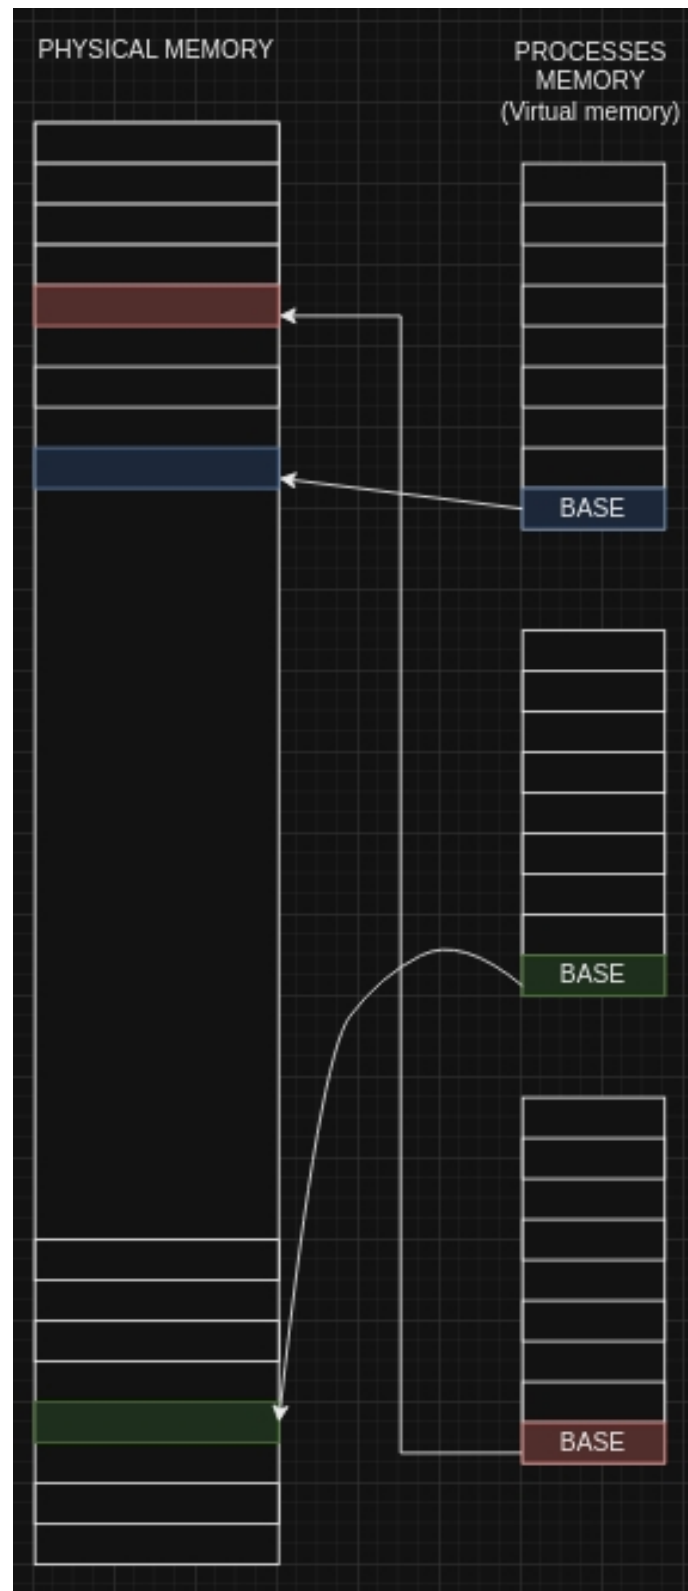 PHYSICAL MEMORY
PROCESSES
MEMORY
(Virtual memory)
BASE
BASE
BASE